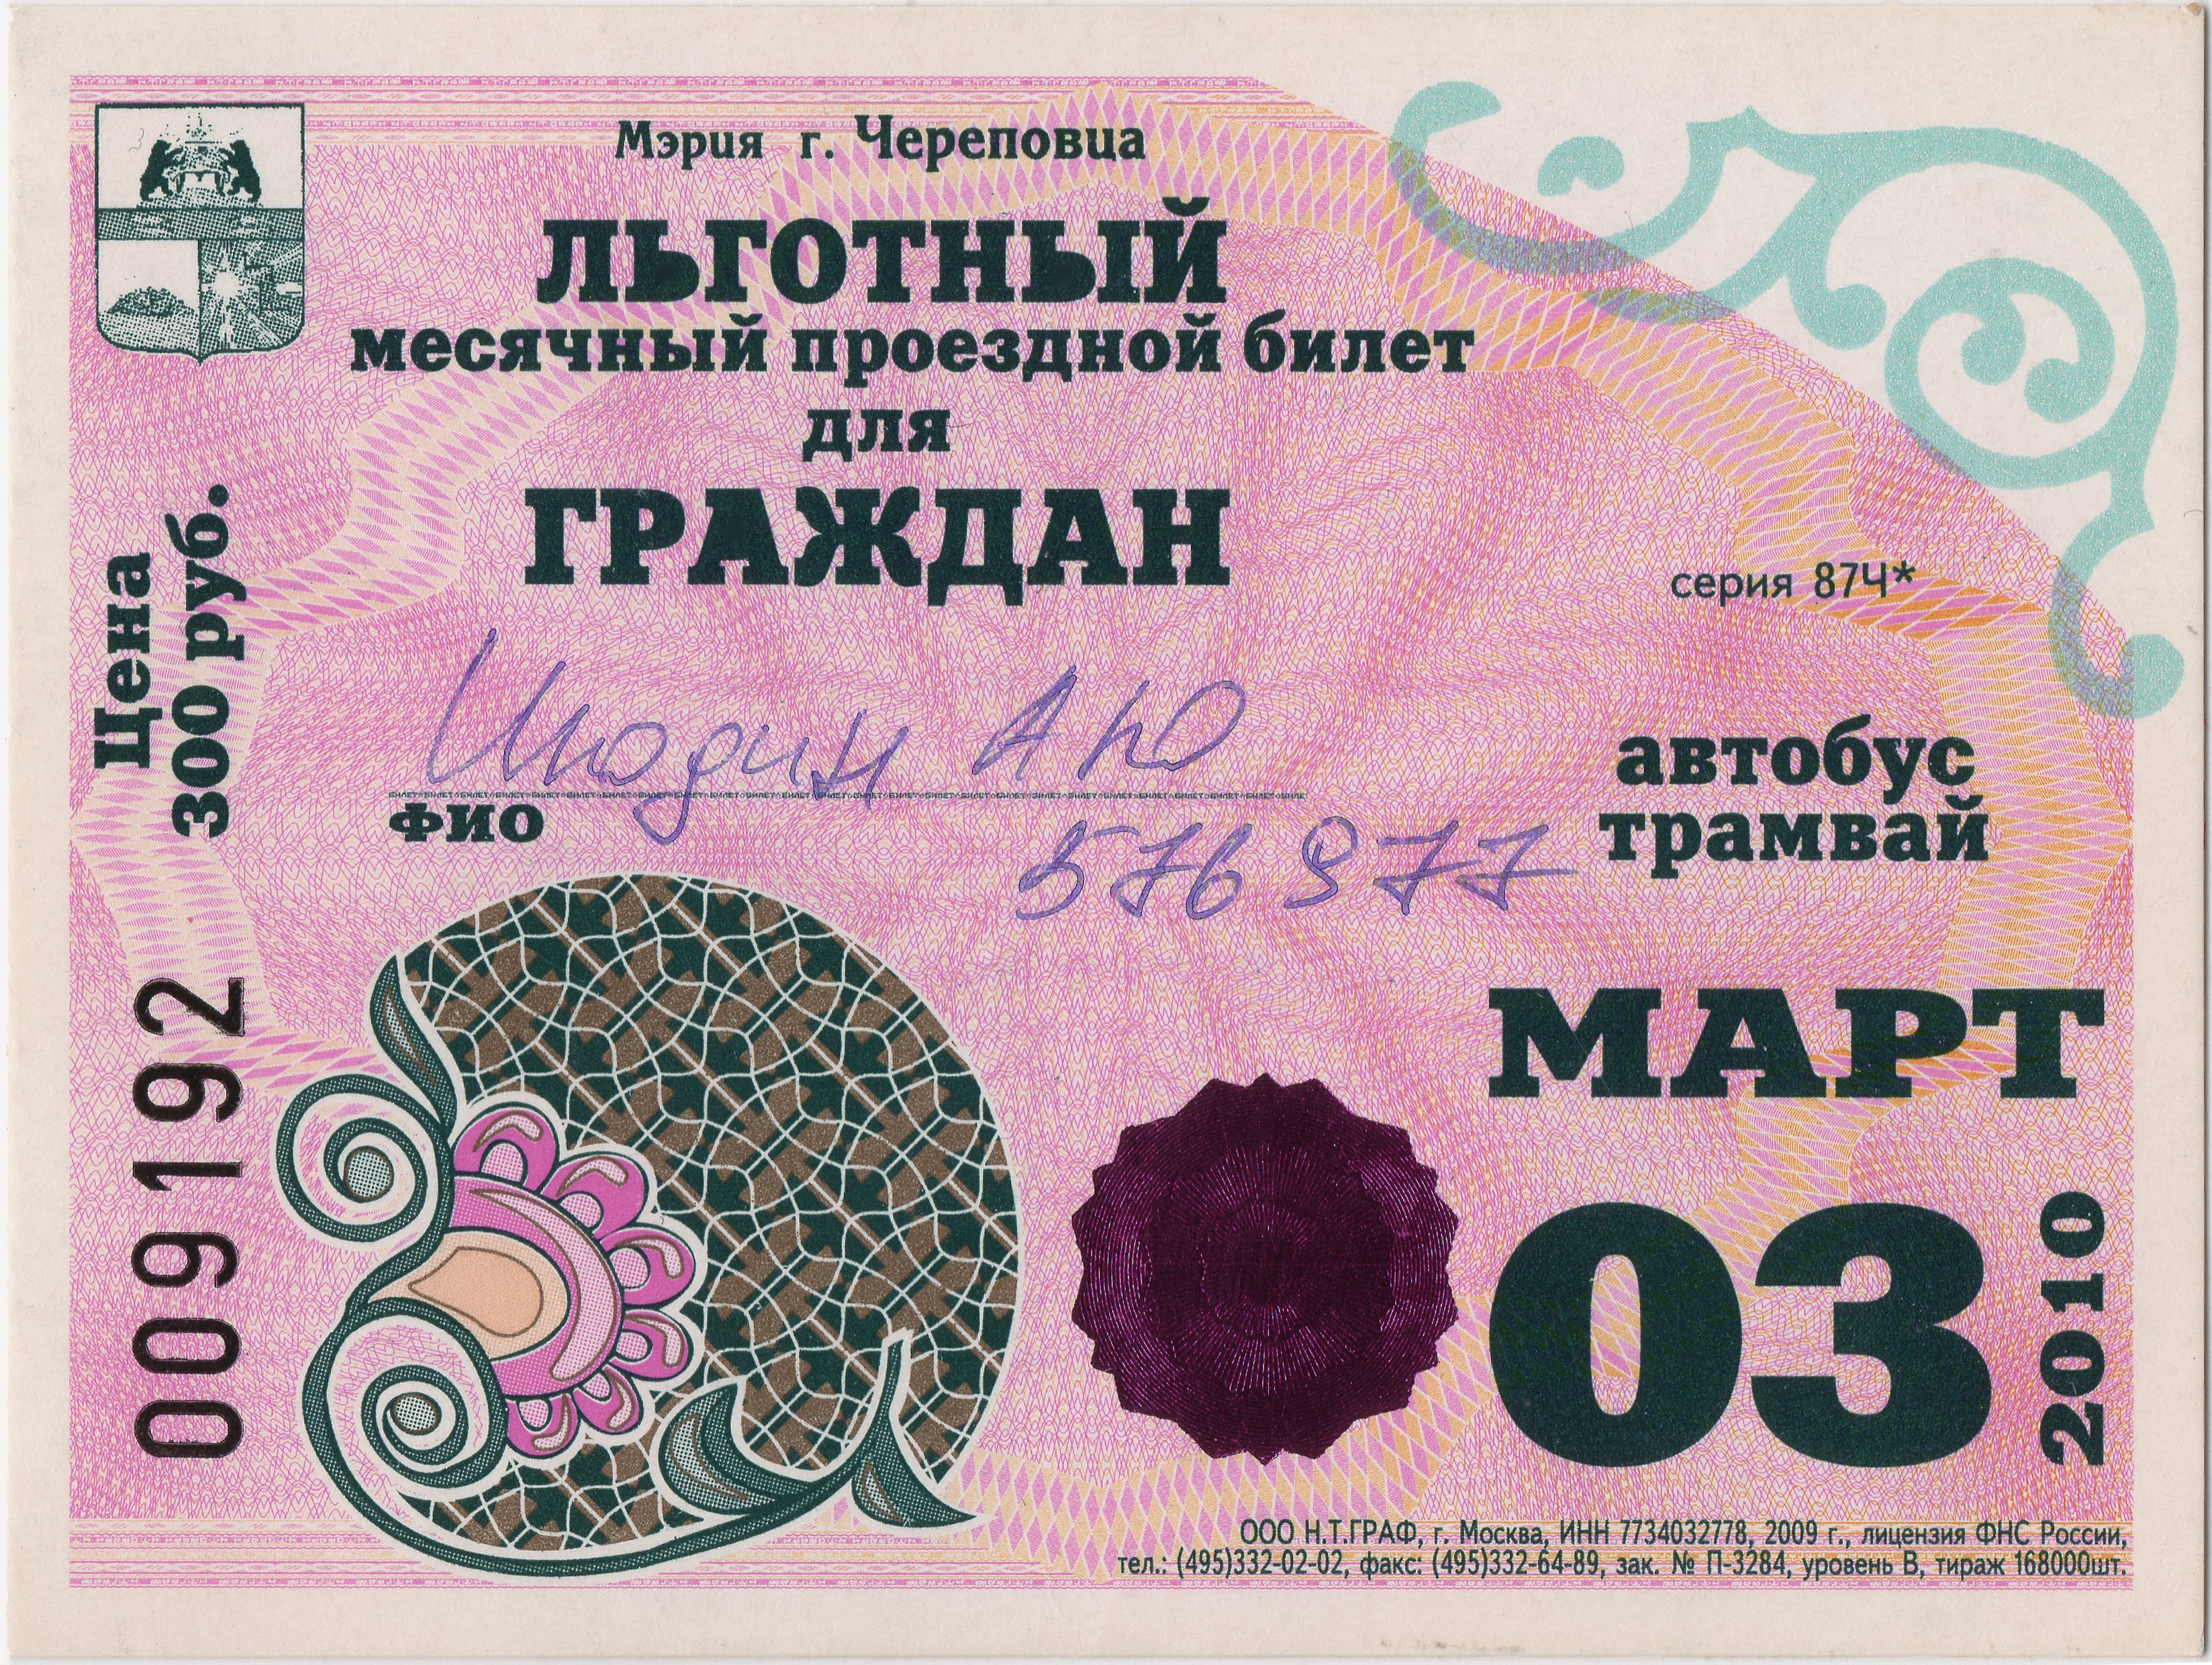 Мэрия г. Череповца
ЛЬГОТНЫЙ
месячный проездной билет
для
ГРАЖДАН
Цена
300 руб.
серия 87Ч*
А Ю
ФИО
576 977
автобус
трамвай
009192
МАРТ
03
2010
ООО Н.Т.ГРАФ, г. Москва, ИНН 7734032778, 2009 г., лицензия ФНС России,
тел.: (495)332-02-02, факс: (495)332-64-89, зак. № П-3284, уровень В, тираж 168000шт.